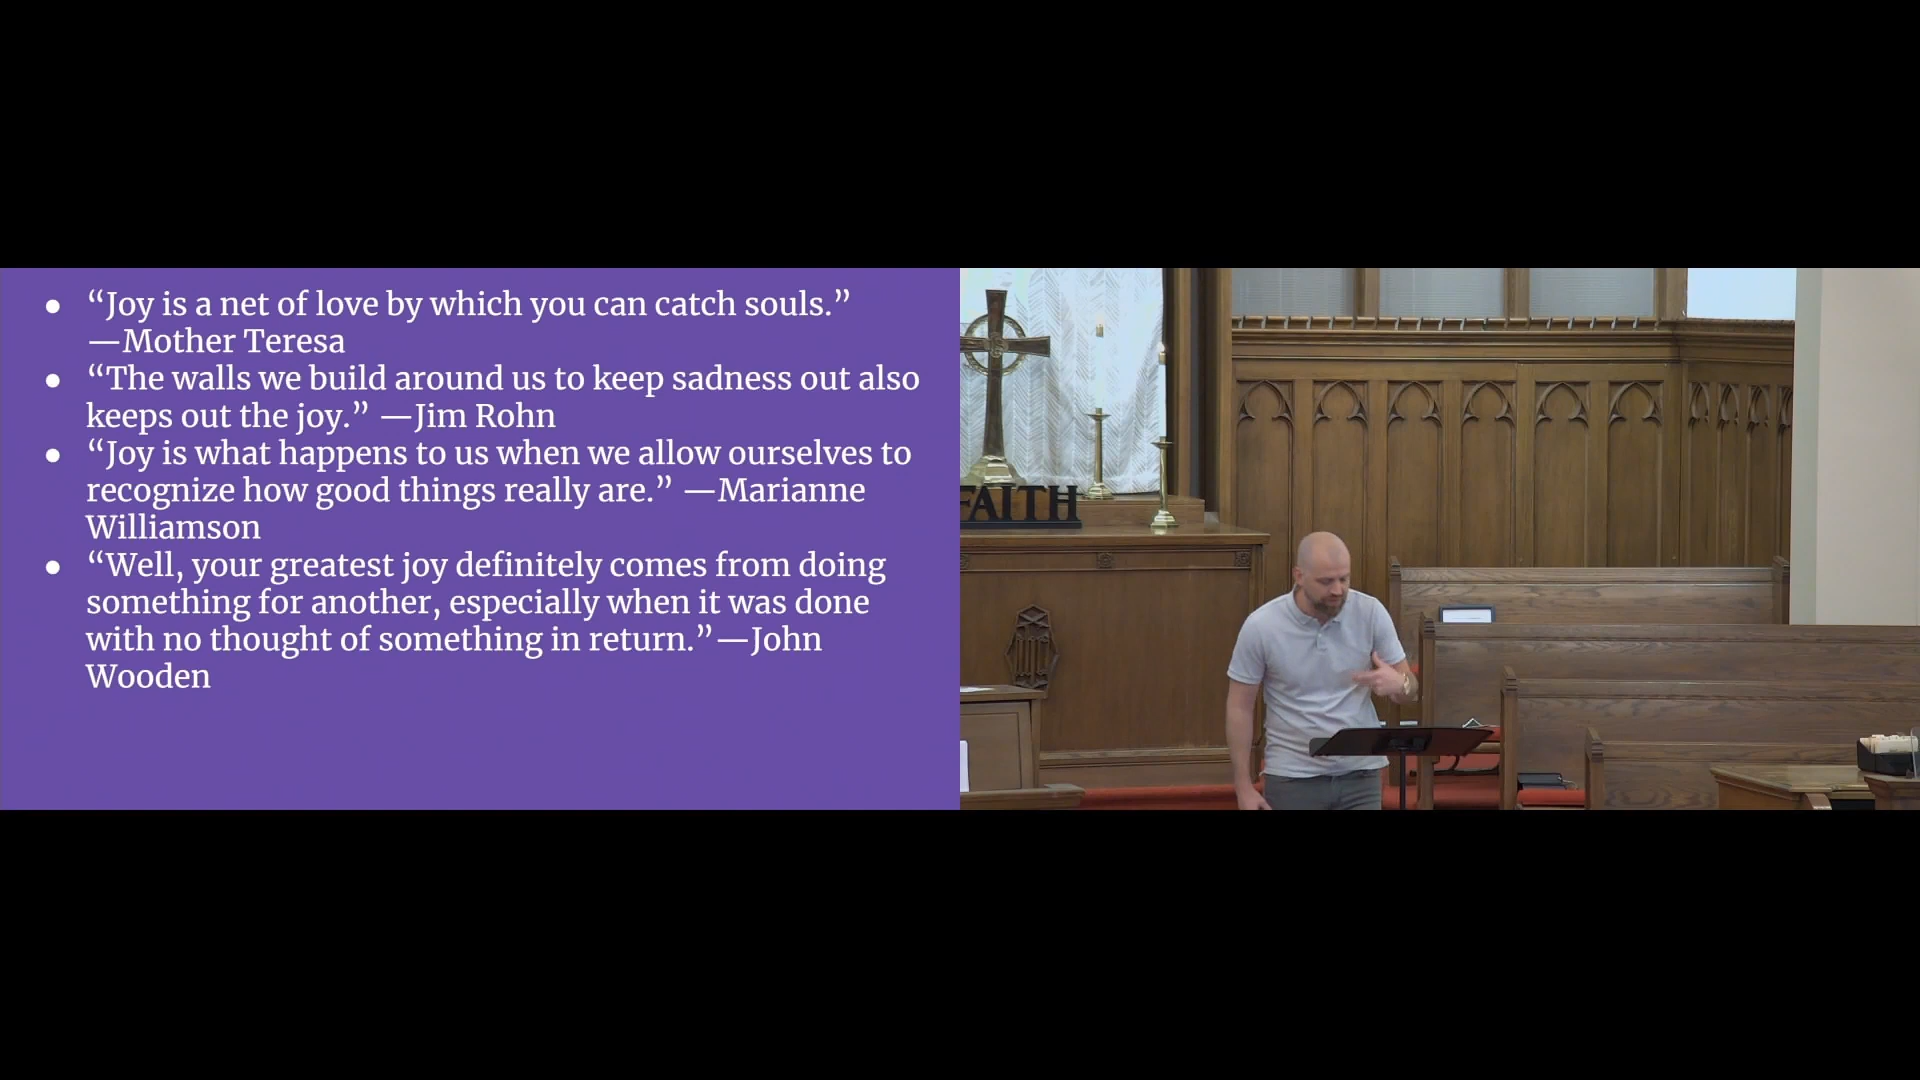 “Joy is a net of love by which you can catch souls.”
—Mother Teresa
“The walls we build around us to keep sadness out also
keeps out the joy.” —Jim Rohn
“Joy is what happens to us when we allow ourselves to
recognize how good things really are.” —Marianne
Williamson
“Well, your greatest joy definitely comes from doing
something for another, especially when it was done
with no thought of something in return.”—John
Wooden
FAITH